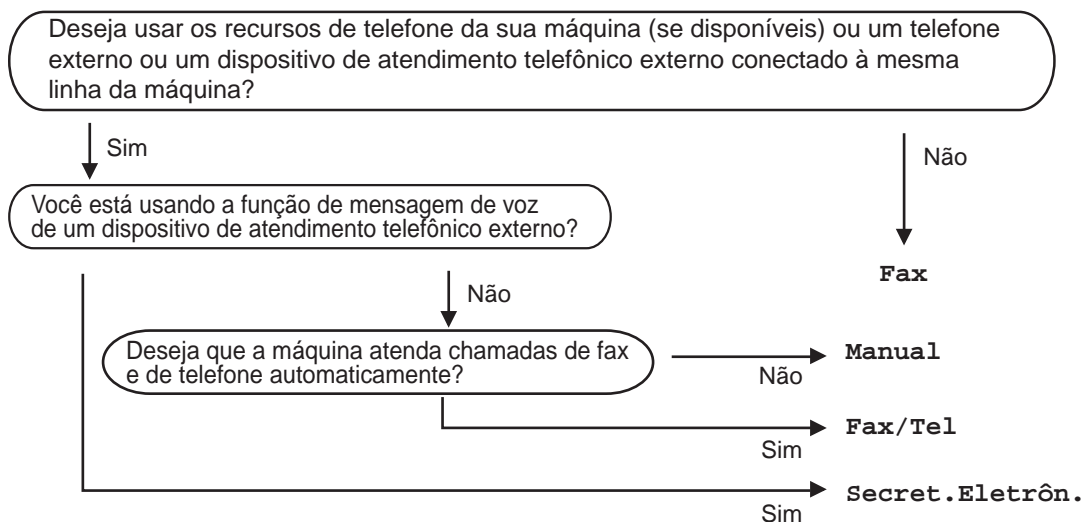 Deseja usar os recursos de telefone da sua máquina (se disponíveis) ou um telefone
externo ou um dispositivo de atendimento telefônico externo conectado à mesma
linha da máquina?
Sim
Não
Você está usando a função de mensagem de voz
de um dispositivo de atendimento telefônico externo?
Fax
Não
Deseja que a máquina atenda chamadas de fax
e de telefone automaticamente?
Manual
Não
Fax/Tel
Sim
Secret.Eletrôn.
Sim